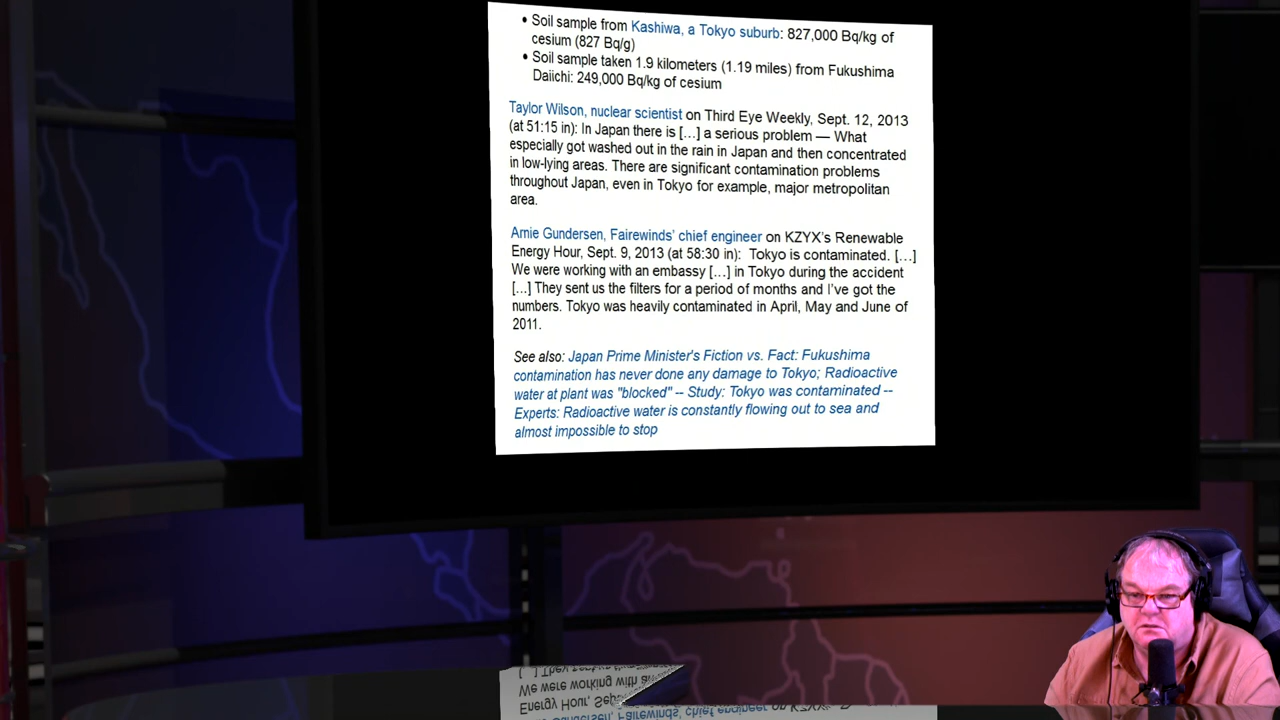 • Soil sample from Kashiwa, a Tokyo suburb: 827,000 Bq/kg of
cesium (827 Bq/g)
• Soil sample taken 1.9 kilometers (1.19 miles) from Fukushima
Daiichi: 249,000 Bq/kg of cesium
Taylor Wilson, nuclear scientist on Third Eye Weekly, Sept. 12, 2013
(at 51:15 in): In Japan there is [...] a serious problem — What
especially got washed out in the rain in Japan and then concentrated
in low-lying areas. There are significant contamination problems
throughout Japan, even in Tokyo for example, major metropolitan
area.
Arnie Gundersen, Fairewinds' chief engineer on KZYX's Renewable
Energy Hour, Sept. 9, 2013 (at 58:30 in): Tokyo is contaminated. [...]
We were working with an embassy [...] in Tokyo during the accident
[...] They sent us the filters for a period of months and I've got the
numbers. Tokyo was heavily contaminated in April, May and June of
2011.
See also: Japan Prime Minister's Fiction vs. Fact: Fukushima
contamination has never done any damage to Tokyo; Radioactive
water at plant was "blocked" -- Study: Tokyo was contaminated --
Experts: Radioactive water is constantly flowing out to sea and
almost impossible to stop